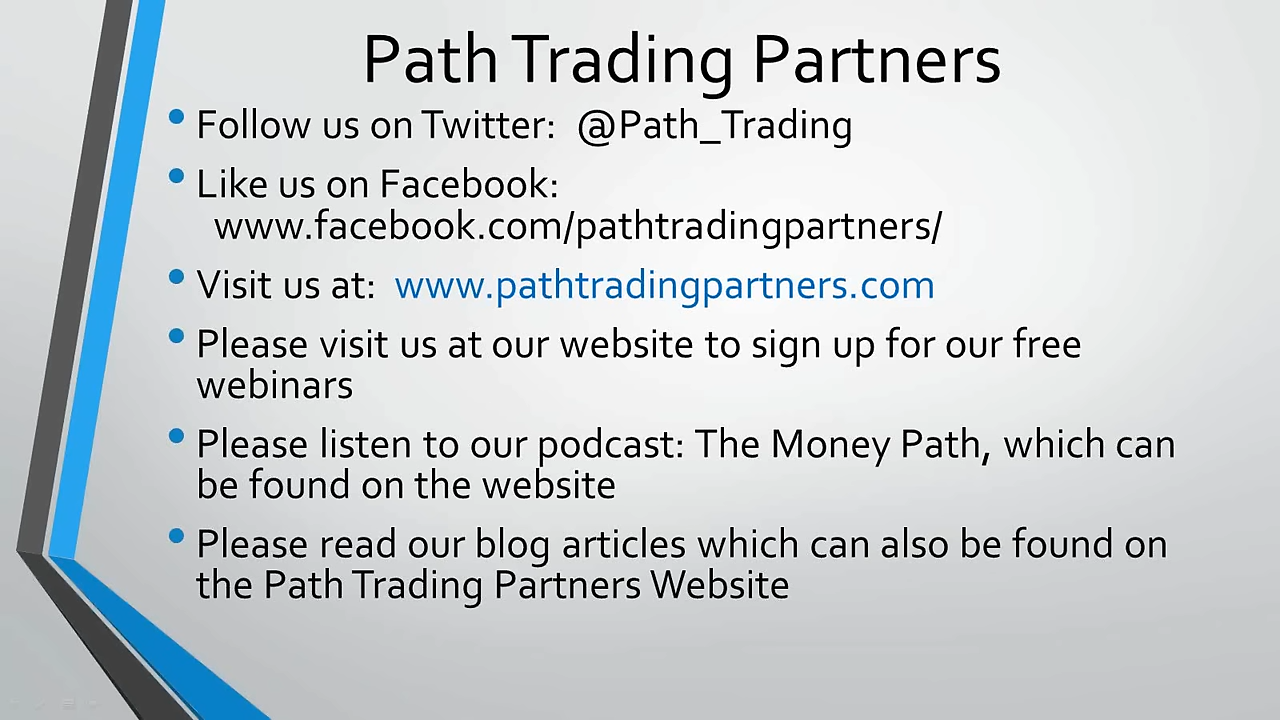 Path Trading Partners
• Follow us on Twitter: @Path_Trading
• Like us on Facebook:
www.facebook.com/pathtradingpartners/
• Visit us at: www.pathtradingpartners.com
• Please visit us at our website to sign up for our free
webinars
• Please listen to our podcast: The Money Path, which can
be found on the website
• Please read our blog articles which can also be found on
the Path Trading Partners Website